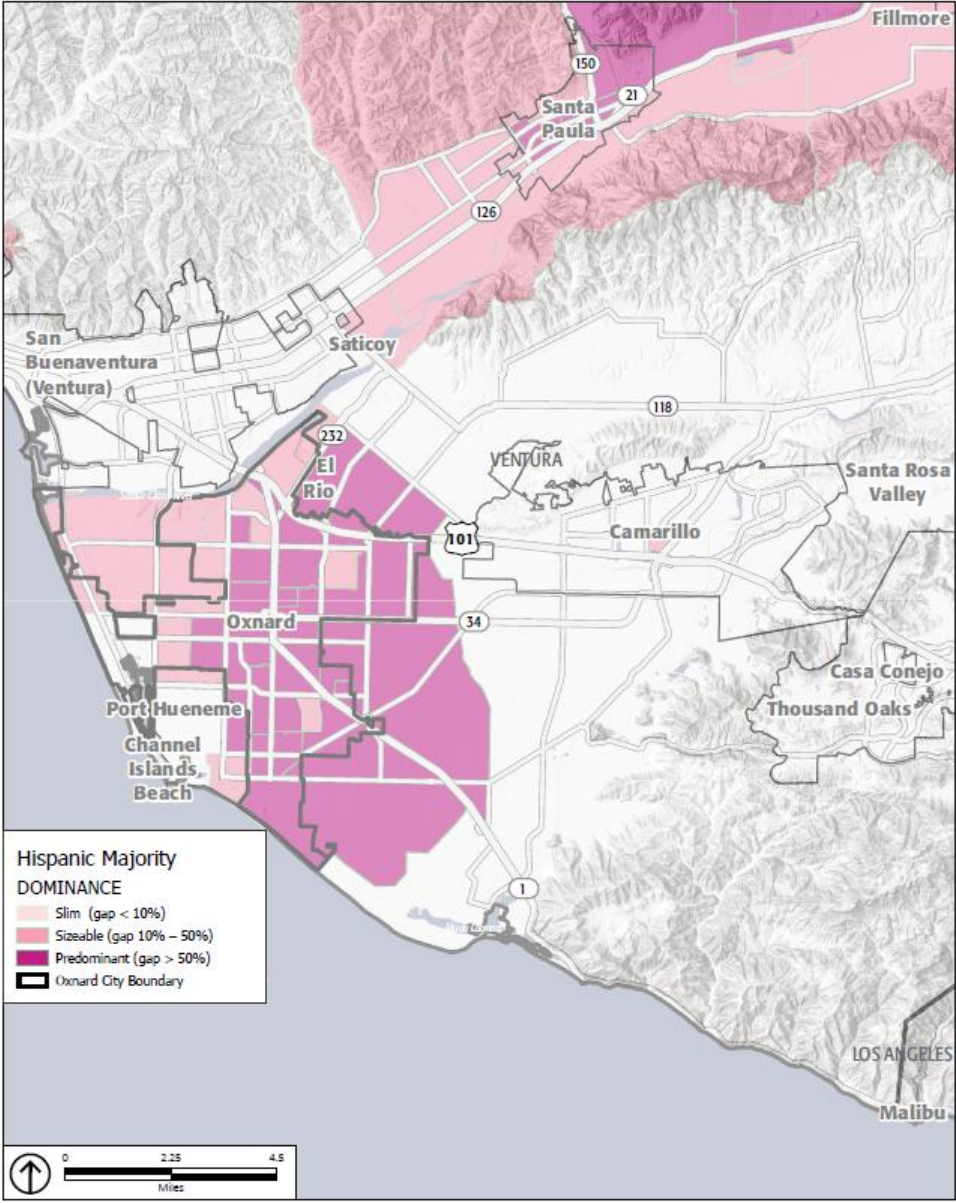 Fillmore
150
21
Santa
Paula
126
San
Buenaventura
(Ventura)
Saticoy
118
232
El
Rio
VENTURA
Santa Rosa
Valley
101
Camarillo
Oxnard
34
Casa Conejo
Thousand Oaks
Port Hueneme
Channel
Islands
Beach
1
LOS ANGELES
Malibu
Hispanic Majority
DOMINANCE
Slim (gap < 10%)
Sizeable (gap 10% – 50%)
Predominant (gap > 50%)
Oxnard City Boundary
0 2.25 4.5
Miles